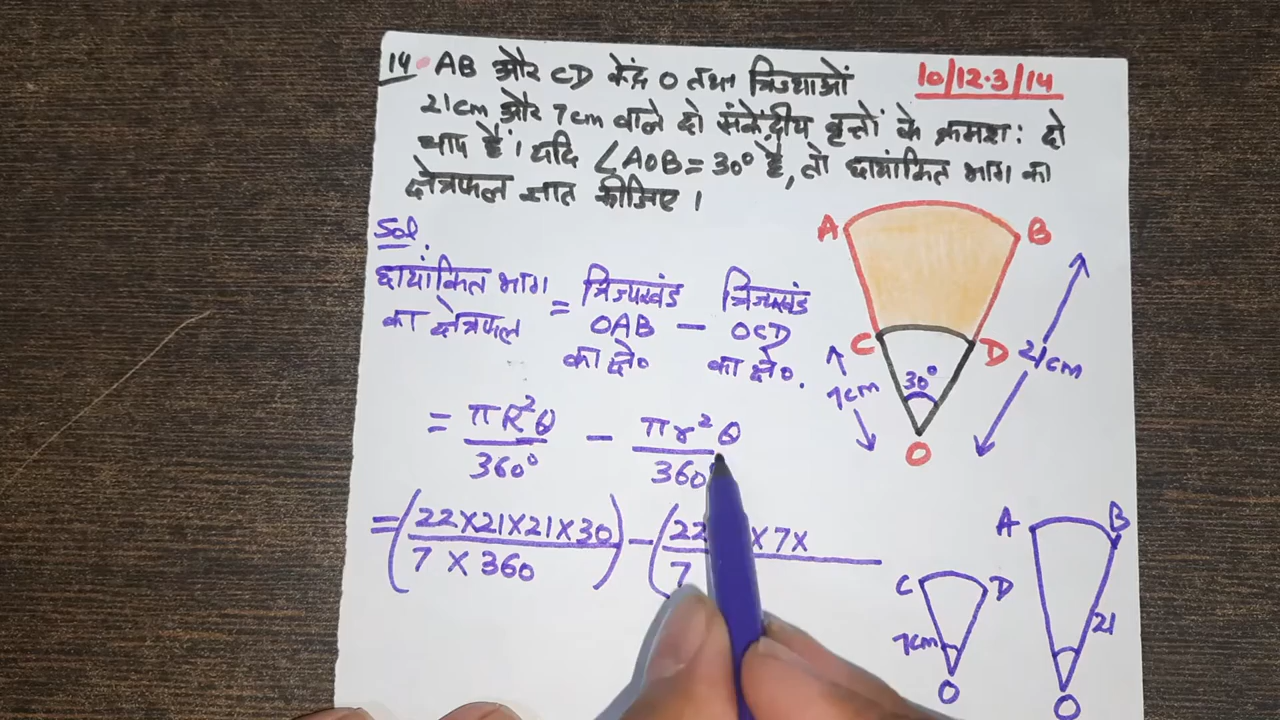 14 AB और CD केंद्र O तथा त्रिज्याओं
10/12.3/14
21cm और 7cm वाले दो संकेंद्रीय वृत्तों के क्रमश: दो
चाप हैं। यदि ∠AOB = 30° है, तो छायांकित भाग का
क्षेत्रफल ज्ञात कीजिए।
Sol.
छायांकित भाग = त्रिज्यखंड - त्रिज्यखंड
का क्षेत्रफल OAB OCD
का क्षे० का क्षे०.
= πR²θ/360° - πr²θ/360
= (22×21×21×30 / 7×360) - (22 ×7× / 7
A B
C D
7cm 30° 21cm
O
A B
C D
7cm 21
O O